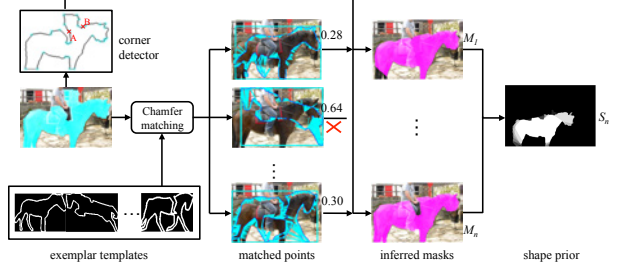 B
A
corner
detector
Chamfer
matching
0.28
0.64
0.30
M1
Mn
Sn
exemplar templates
matched points
inferred masks
shape prior